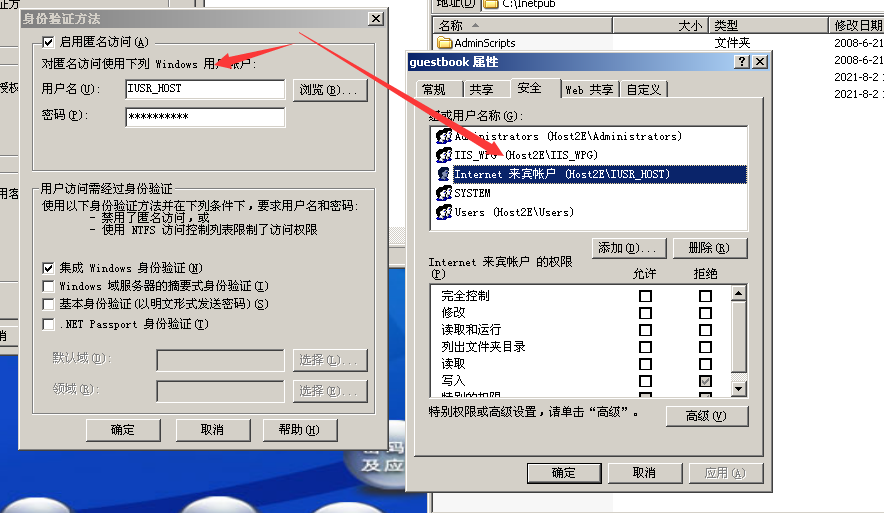 身份验证方法
启用匿名访问(A)
对匿名访问使用下列 Windows 用户帐户:
用户名(U): IUSR_HOST 浏览(B)...
密码(P): **********
用户访问需经过身份验证
使用以下身份验证方法并在下列条件下，要求用户名和密码:
- 禁用了匿名访问，或
- 使用 NTFS 访问控制列表限制了访问权限
集成 Windows 身份验证(N)
Windows 域服务器的摘要式身份验证(I)
基本身份验证(以明文形式发送密码)(S)
.NET Passport 身份验证(T)
默认域(D): 选择(L)...
领域(R): 选择(E)...
确定 取消 帮助(H)
地址(D) C:\Inetpub
名称 大小 类型 修改日期
AdminScripts 文件夹 2008-6-21
2008-6-21
2021-8-2 1
2021-8-2 1
guestbook 属性
常规 共享 安全 Web 共享 自定义
组或用户名称(G):
Administrators (Host2E\Administrators)
IIS_WPG (Host2E\IIS_WPG)
Internet 来宾帐户 (Host2E\IUSR_HOST)
SYSTEM
Users (Host2E\Users)
添加(D)... 删除(R)
Internet 来宾帐户 的权限
(P) 允许 拒绝
完全控制
修改
读取和运行
列出文件夹目录
读取
写入
特别的权限
特别权限或高级设置，请单击“高级”。 高级(V)
确定 取消 应用(A)
密码
及应